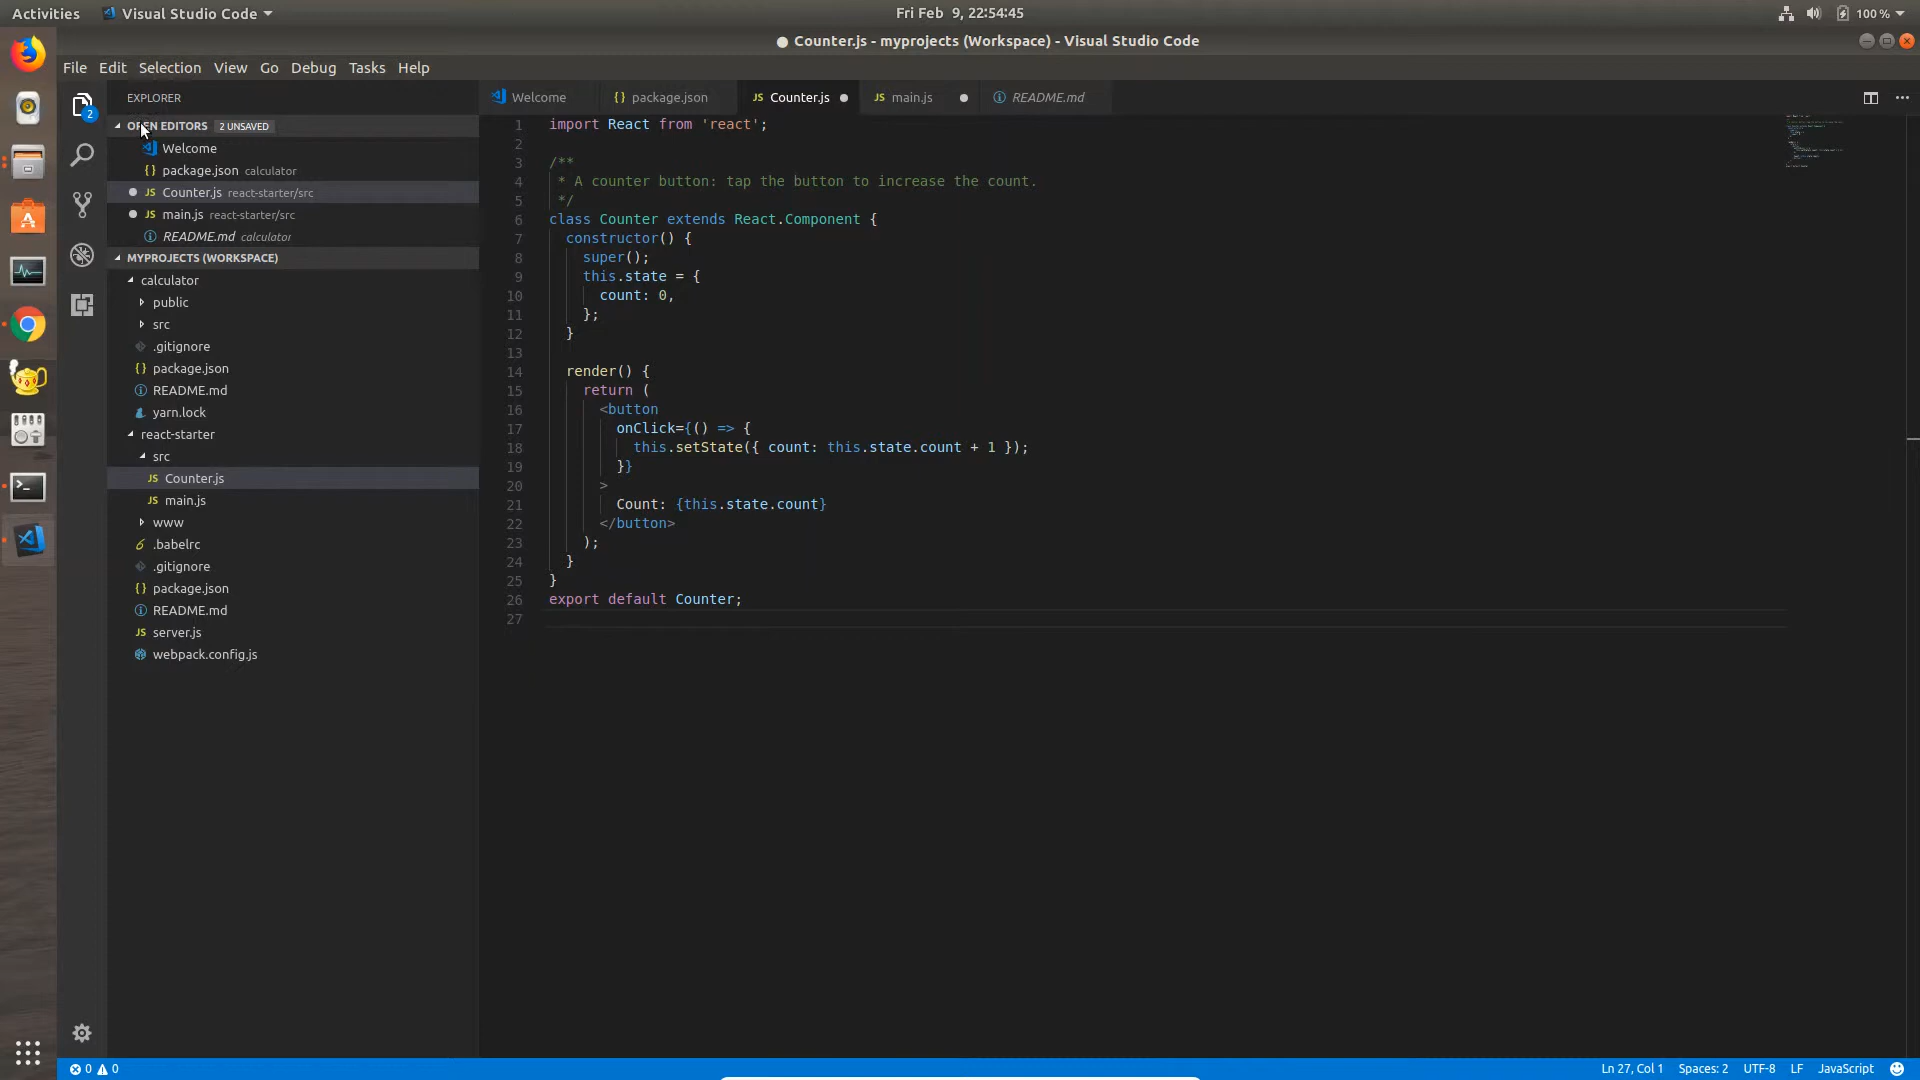 Activities Visual Studio Code Fri Feb 9, 22:54:45 100 %
● Counter.js - myprojects (Workspace) - Visual Studio Code
File Edit Selection View Go Debug Tasks Help
EXPLORER
2
OPEN EDITORS 2 UNSAVED
Welcome
package.json calculator
Counter.js react-starter/src
main.js react-starter/src
README.md calculator
MYPROJECTS (WORKSPACE)
calculator
public
src
.gitignore
package.json
README.md
yarn.lock
react-starter
src
JS Counter.js
JS main.js
www
.babelrc
.gitignore
package.json
README.md
server.js
webpack.config.js
Welcome {} package.json JS Counter.js ● JS main.js ● README.md
1 import React from 'react';
2
3 /**
4 * A counter button: tap the button to increase the count.
5 */
6 class Counter extends React.Component {
7 constructor() {
8 super();
9 this.state = {
10 count: 0,
11 };
12 }
13
14 render() {
15 return (
16 <button
17 onClick={() => {
18 this.setState({ count: this.state.count + 1 });
19 }}
20 >
21 Count: {this.state.count}
22 </button>
23 );
24 }
25 }
26 export default Counter;
27
0 0 Ln 27, Col 1 Spaces: 2 UTF-8 LF JavaScript